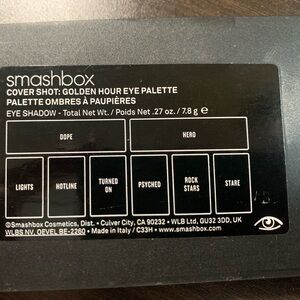 smashbox
COVER SHOT: GOLDEN HOUR EYE PALETTE
PALETTE OMBRES À PAUPIÈRES
EYE SHADOW - Total Net Wt. / Poids Net .27 oz. / 7.8 g ℮
DOPE HERO
LIGHTS HOTLINE TURNED ON PSYCHED ROCK STARS STARE
©Smashbox Cosmetics, Dist. • Culver City, CA 90232 • WLB Ltd, GU32 3DD, UK
WLBS NV, OEVEL BE-2260 • Made in Italy / C33H • www.smashbox.com